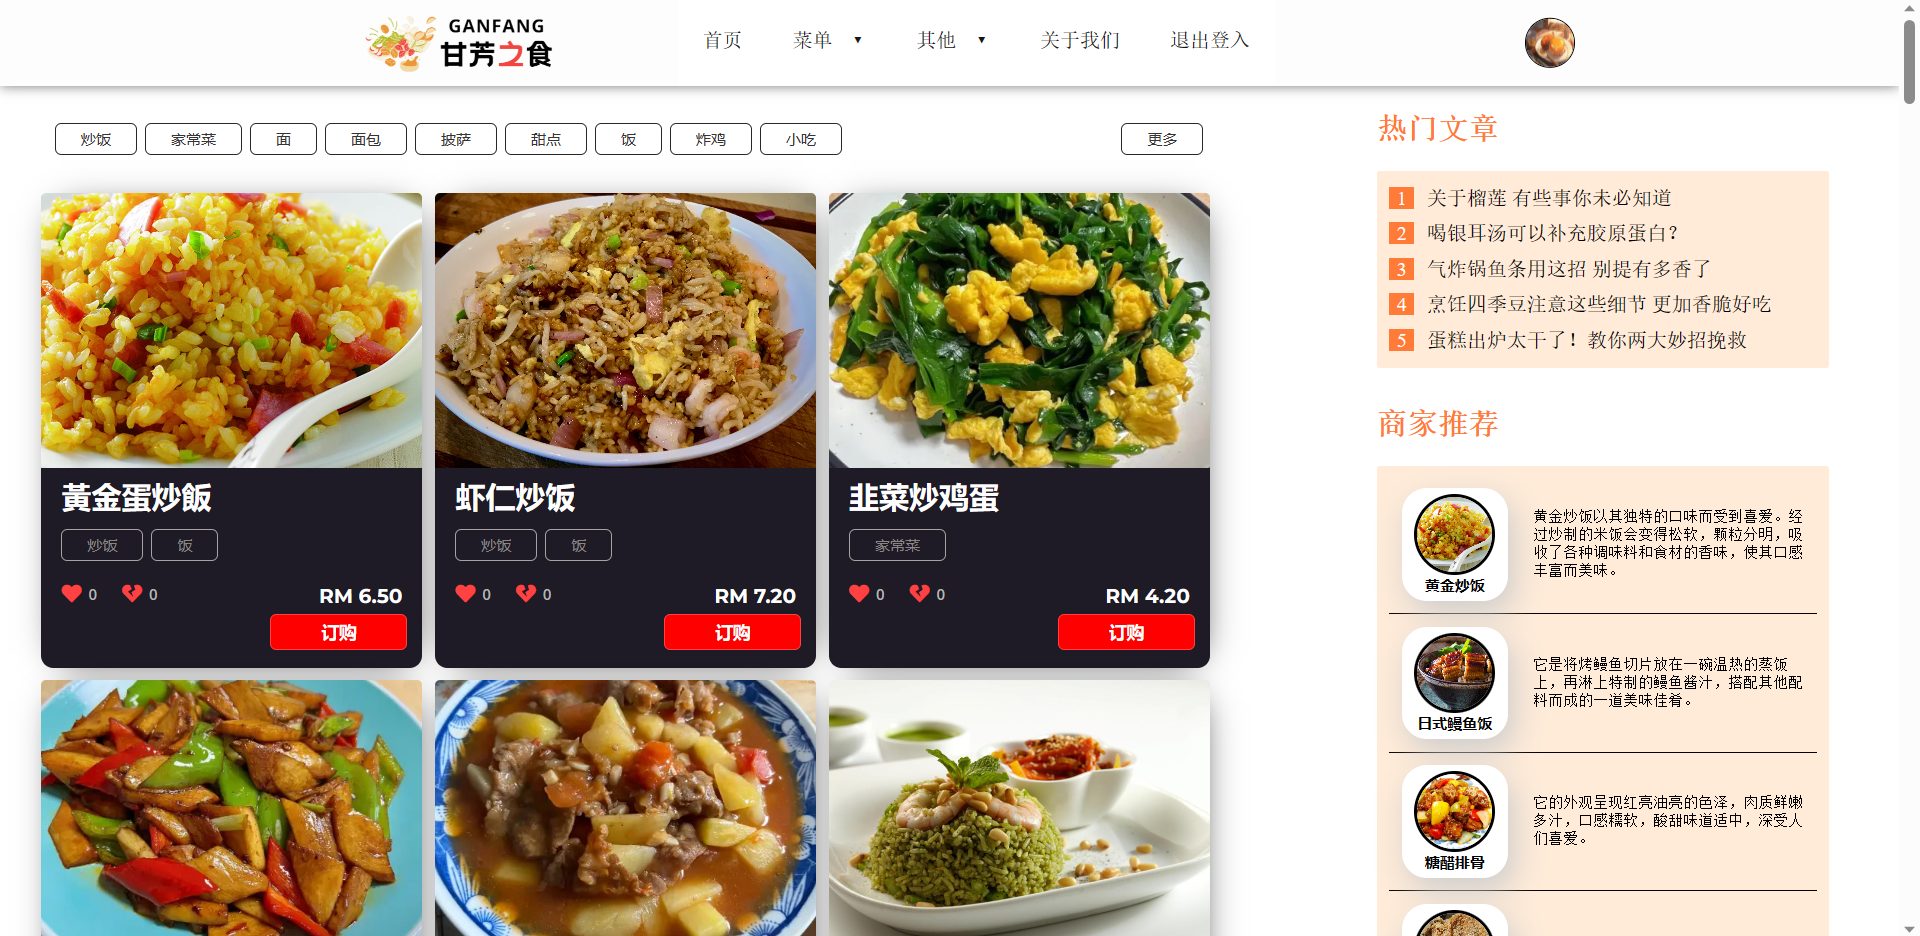 GANFANG
甘芳之食
首页 菜单 ▼ 其他 ▼ 关于我们 退出登入
炒饭 家常菜 面 面包 披萨 甜点 饭 炸鸡 小吃 更多
黃金蛋炒飯
炒饭 饭
0 0
RM 6.50
订购
虾仁炒饭
炒饭 饭
0 0
RM 7.20
订购
韭菜炒鸡蛋
家常菜
0 0
RM 4.20
订购
热门文章
1 关于榴莲 有些事你未必知道
2 喝银耳汤可以补充胶原蛋白？
3 气炸锅鱼条用这招 别提有多香了
4 烹饪四季豆注意这些细节 更加香脆好吃
5 蛋糕出炉太干了！教你两大妙招挽救
商家推荐
黄金炒饭
黄金炒饭以其独特的口味而受到喜爱。经
过炒制的米饭会变得松软，颗粒分明，吸
收了各种调味料和食材的香味，使其口感
丰富而美味。
日式鳗鱼饭
它是将烤鳗鱼切片放在一碗温热的蒸饭
上，再淋上特制的鳗鱼酱汁，搭配其他配
料而成的一道美味佳肴。
糖醋排骨
它的外观呈现红亮油亮的色泽，肉质鲜嫩
多汁，口感糯软，酸甜味道适中，深受人
们喜爱。